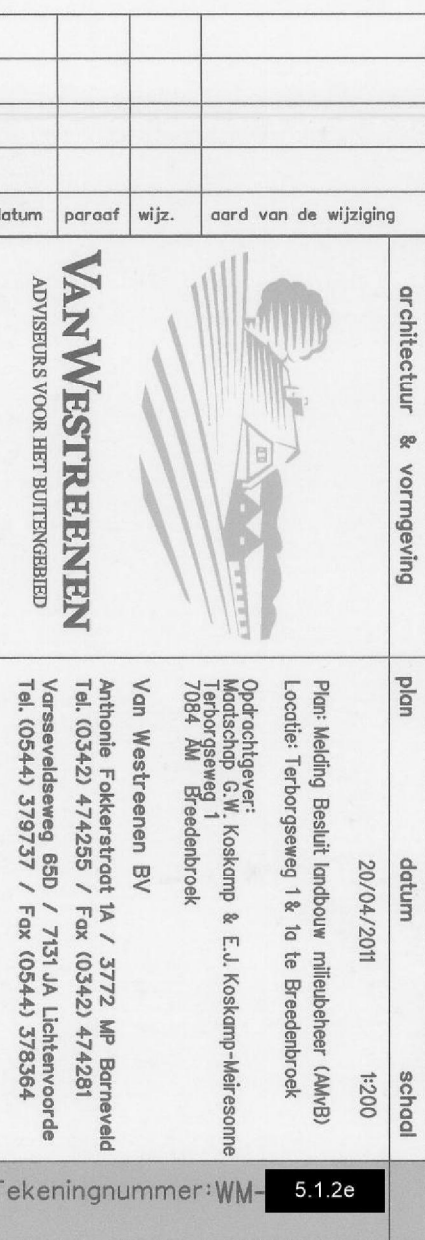 datum paraaf wijz. aard van de wijziging
architectuur & vormgeving
VAN WESTREENEN
ADVISEURS VOOR HET BUITENGEBIED
plan datum schaal
20/04/2011 1:200
Plan: Melding Besluit landbouw milieubeheer (AMvB)
Locatie: Terborgseweg 1 & 1a te Breedenbroek
Opdrachtgever:
Maatschap G.W. Koskamp & E.J. Koskamp-Meiresonne
Terborgseweg 1
7084 AM Breedenbroek
Van Westreenen BV
Anthonie Fokkerstraat 1A / 3772 MP Barneveld
Tel. (0342) 474255 / Fax (0342) 474281
Varsseveldseweg 65D / 7131 JA Lichtenvoorde
Tel. (0544) 379737 / Fax (0544) 378364
Tekeningnummer: WM- 5.1.2e